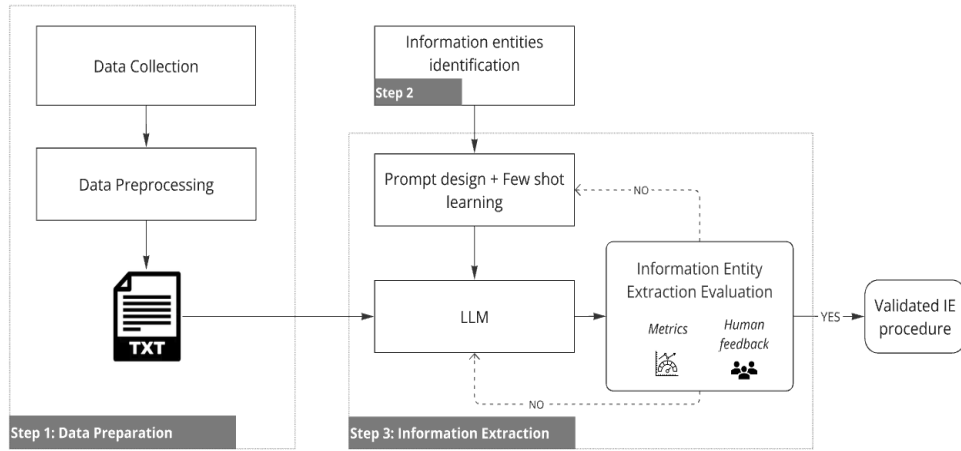 Data Collection
Data Preprocessing
TXT
Step 1: Data Preparation
Information entities
identification
Step 2
Prompt design + Few shot
learning
NO
LLM
Information Entity
Extraction Evaluation
Metrics
Human
feedback
NO
Step 3: Information Extraction
YES
Validated IE
procedure